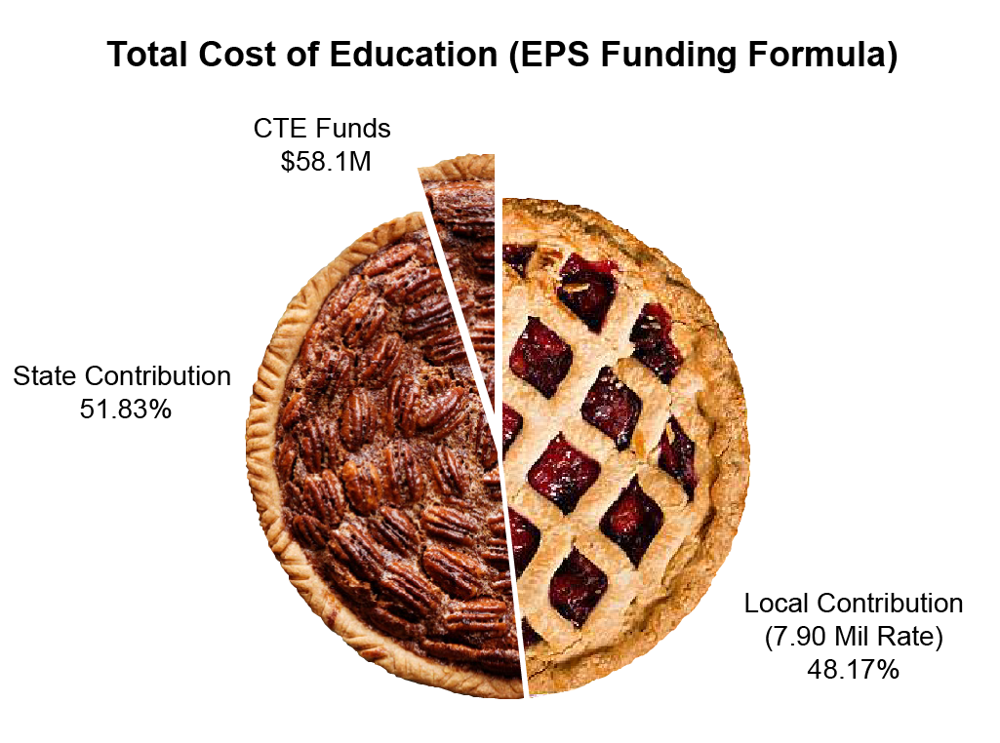 Total Cost of Education (EPS Funding Formula)
CTE Funds
$58.1M
State Contribution
51.83%
Local Contribution
(7.90 Mil Rate)
48.17%